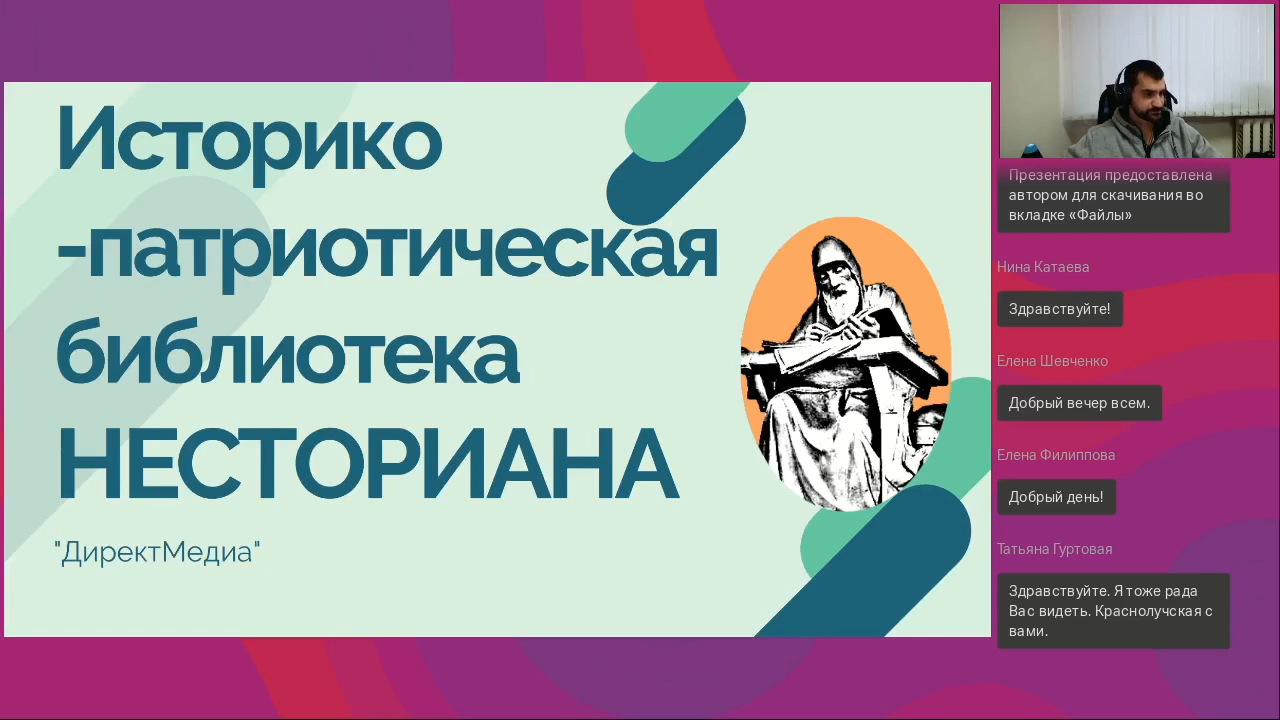 Историко
-патриотическая
библиотека
НЕСТОРИАНА
"ДиректМедиа"
Презентация предоставлена
автором для скачивания во
вкладке «Файлы»
Нина Катаева
Здравствуйте!
Елена Шевченко
Добрый вечер всем.
Елена Филиппова
Добрый день!
Татьяна Гуртовая
Здравствуйте. Я тоже рада
Вас видеть. Краснолучская с
вами.